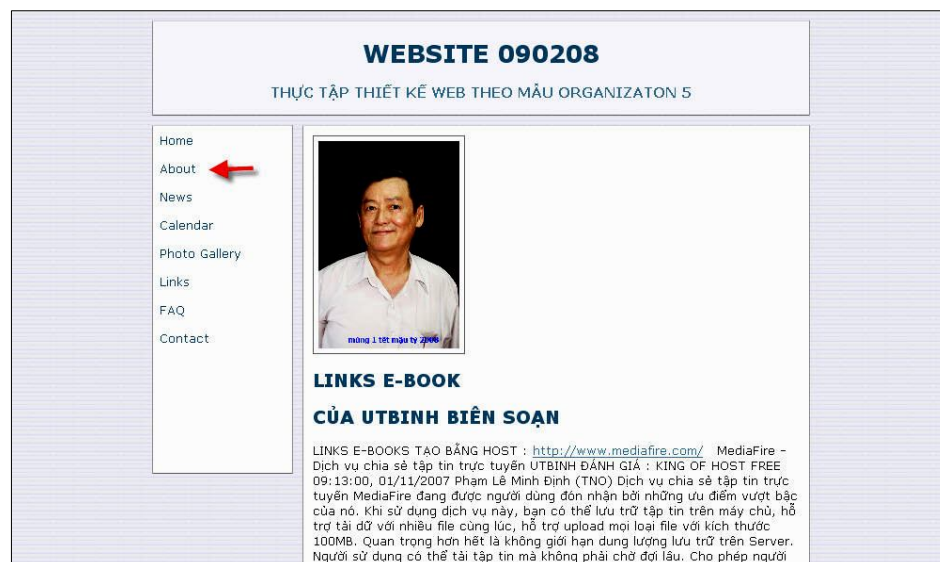 WEBSITE 090208
THỰC TẬP THIẾT KẾ WEB THEO MẪU ORGANIZATON 5
Home
About
News
Calendar
Photo Gallery
Links
FAQ
Contact
mừng 1 têt mậu tý 2008
LINKS E-BOOK
CỦA UTBINH BIÊN SOẠN
LINKS E-BOOKS TẠO BẰNG HOST : http://www.mediafire.com/ MediaFire -
Dịch vụ chia sẻ tập tin trực tuyến UTBINH ĐÁNH GIÁ : KING OF HOST FREE
09:13:00, 01/11/2007 Phạm Lê Minh Định (TNO) Dịch vụ chia sẻ tập tin trực
tuyến MediaFire đang được người dùng đón nhận bởi những ưu điểm vượt bậc
của nó. Khi sử dụng dịch vụ này, bạn có thể lưu trữ tập tin trên máy chủ, hỗ
trợ tải dữ với nhiều file cùng lúc, hỗ trợ upload mọi loại file với kích thước
100MB. Quan trọng hơn hết là không giới hạn dung lượng lưu trữ trên Server.
Người sử dụng có thể tải tập tin mà không phải chờ đợi lâu. Cho phép người